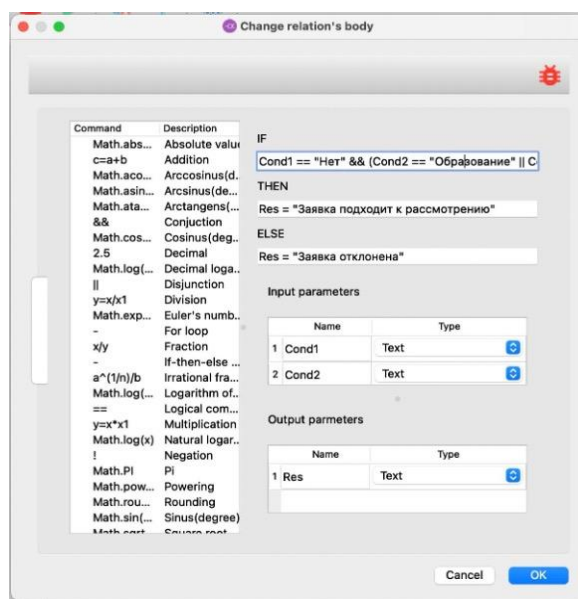 Change relation's body
Command Description
Math.abs... Absolute valu
c=a+b Addition
Math.aco... Arccosinus(d..
Math.asin... Arcsinus(de...
Math.ata... Arctangens(...
&& Conjuction
Math.cos... Cosinus(deg..
2.5 Decimal
Math.log(... Decimal loga..
|| Disjunction
y=x/x1 Division
Math.exp... Euler's numb..
- For loop
x/y Fraction
- If-then-else ...
a^(1/n)/b Irrational fra...
Math.log(... Logarithm of..
== Logical com...
y=x*x1 Multiplication
Math.log(x) Natural logar..
! Negation
Math.PI Pi
Math.pow... Powering
Math.rou... Rounding
Math.sin(... Sinus(degree)
Math.sqrt Square root
IF
Cond1 == "Нет" && (Cond2 == "Образование" || C
THEN
Res = "Заявка подходит к рассмотрению"
ELSE
Res = "Заявка отклонена"
Input parameters
Name Type
1 Cond1 Text
2 Cond2 Text
Output parmeters
Name Type
1 Res Text
Cancel OK